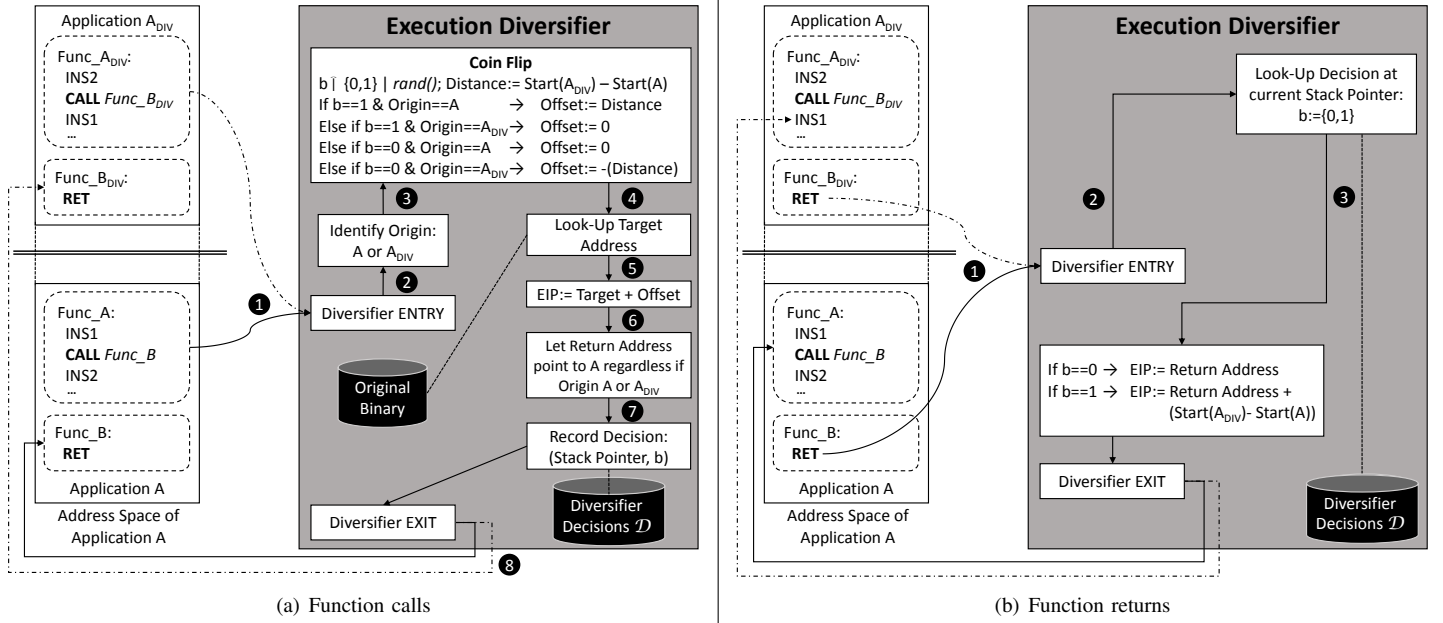 Application A_DIV
Func_A_DIV:
INS2
CALL Func_B_DIV
INS1
...
Func_B_DIV:
RET
Func_A:
INS1
CALL Func_B
INS2
...
Func_B:
RET
Application A
Address Space of
Application A
1
Execution Diversifier
Coin Flip
b ї {0,1} | rand(); Distance:= Start(A_DIV) – Start(A)
If b==1 & Origin==A → Offset:= Distance
Else if b==1 & Origin==A_DIV → Offset:= 0
Else if b==0 & Origin==A → Offset:= 0
Else if b==0 & Origin==A_DIV → Offset:= -(Distance)
3
4
Identify Origin:
A or A_DIV
2
Diversifier ENTRY
Look-Up Target
Address
5
EIP:= Target + Offset
6
Let Return Address
point to A regardless if
Origin A or A_DIV
7
Original
Binary
Record Decision:
(Stack Pointer, b)
Diversifier
Decisions 𝒟
Diversifier EXIT
8
(a) Function calls
Application A_DIV
Func_A_DIV:
INS2
CALL Func_B_DIV
INS1
...
Func_B_DIV:
RET
Func_A:
INS1
CALL Func_B
INS2
...
Func_B:
RET
Application A
Address Space of
Application A
1
Execution Diversifier
Look-Up Decision at
current Stack Pointer:
b:={0,1}
2
3
Diversifier ENTRY
If b==0 → EIP:= Return Address
If b==1 → EIP:= Return Address +
(Start(A_DIV)- Start(A))
Diversifier EXIT
Diversifier
Decisions 𝒟
(b) Function returns